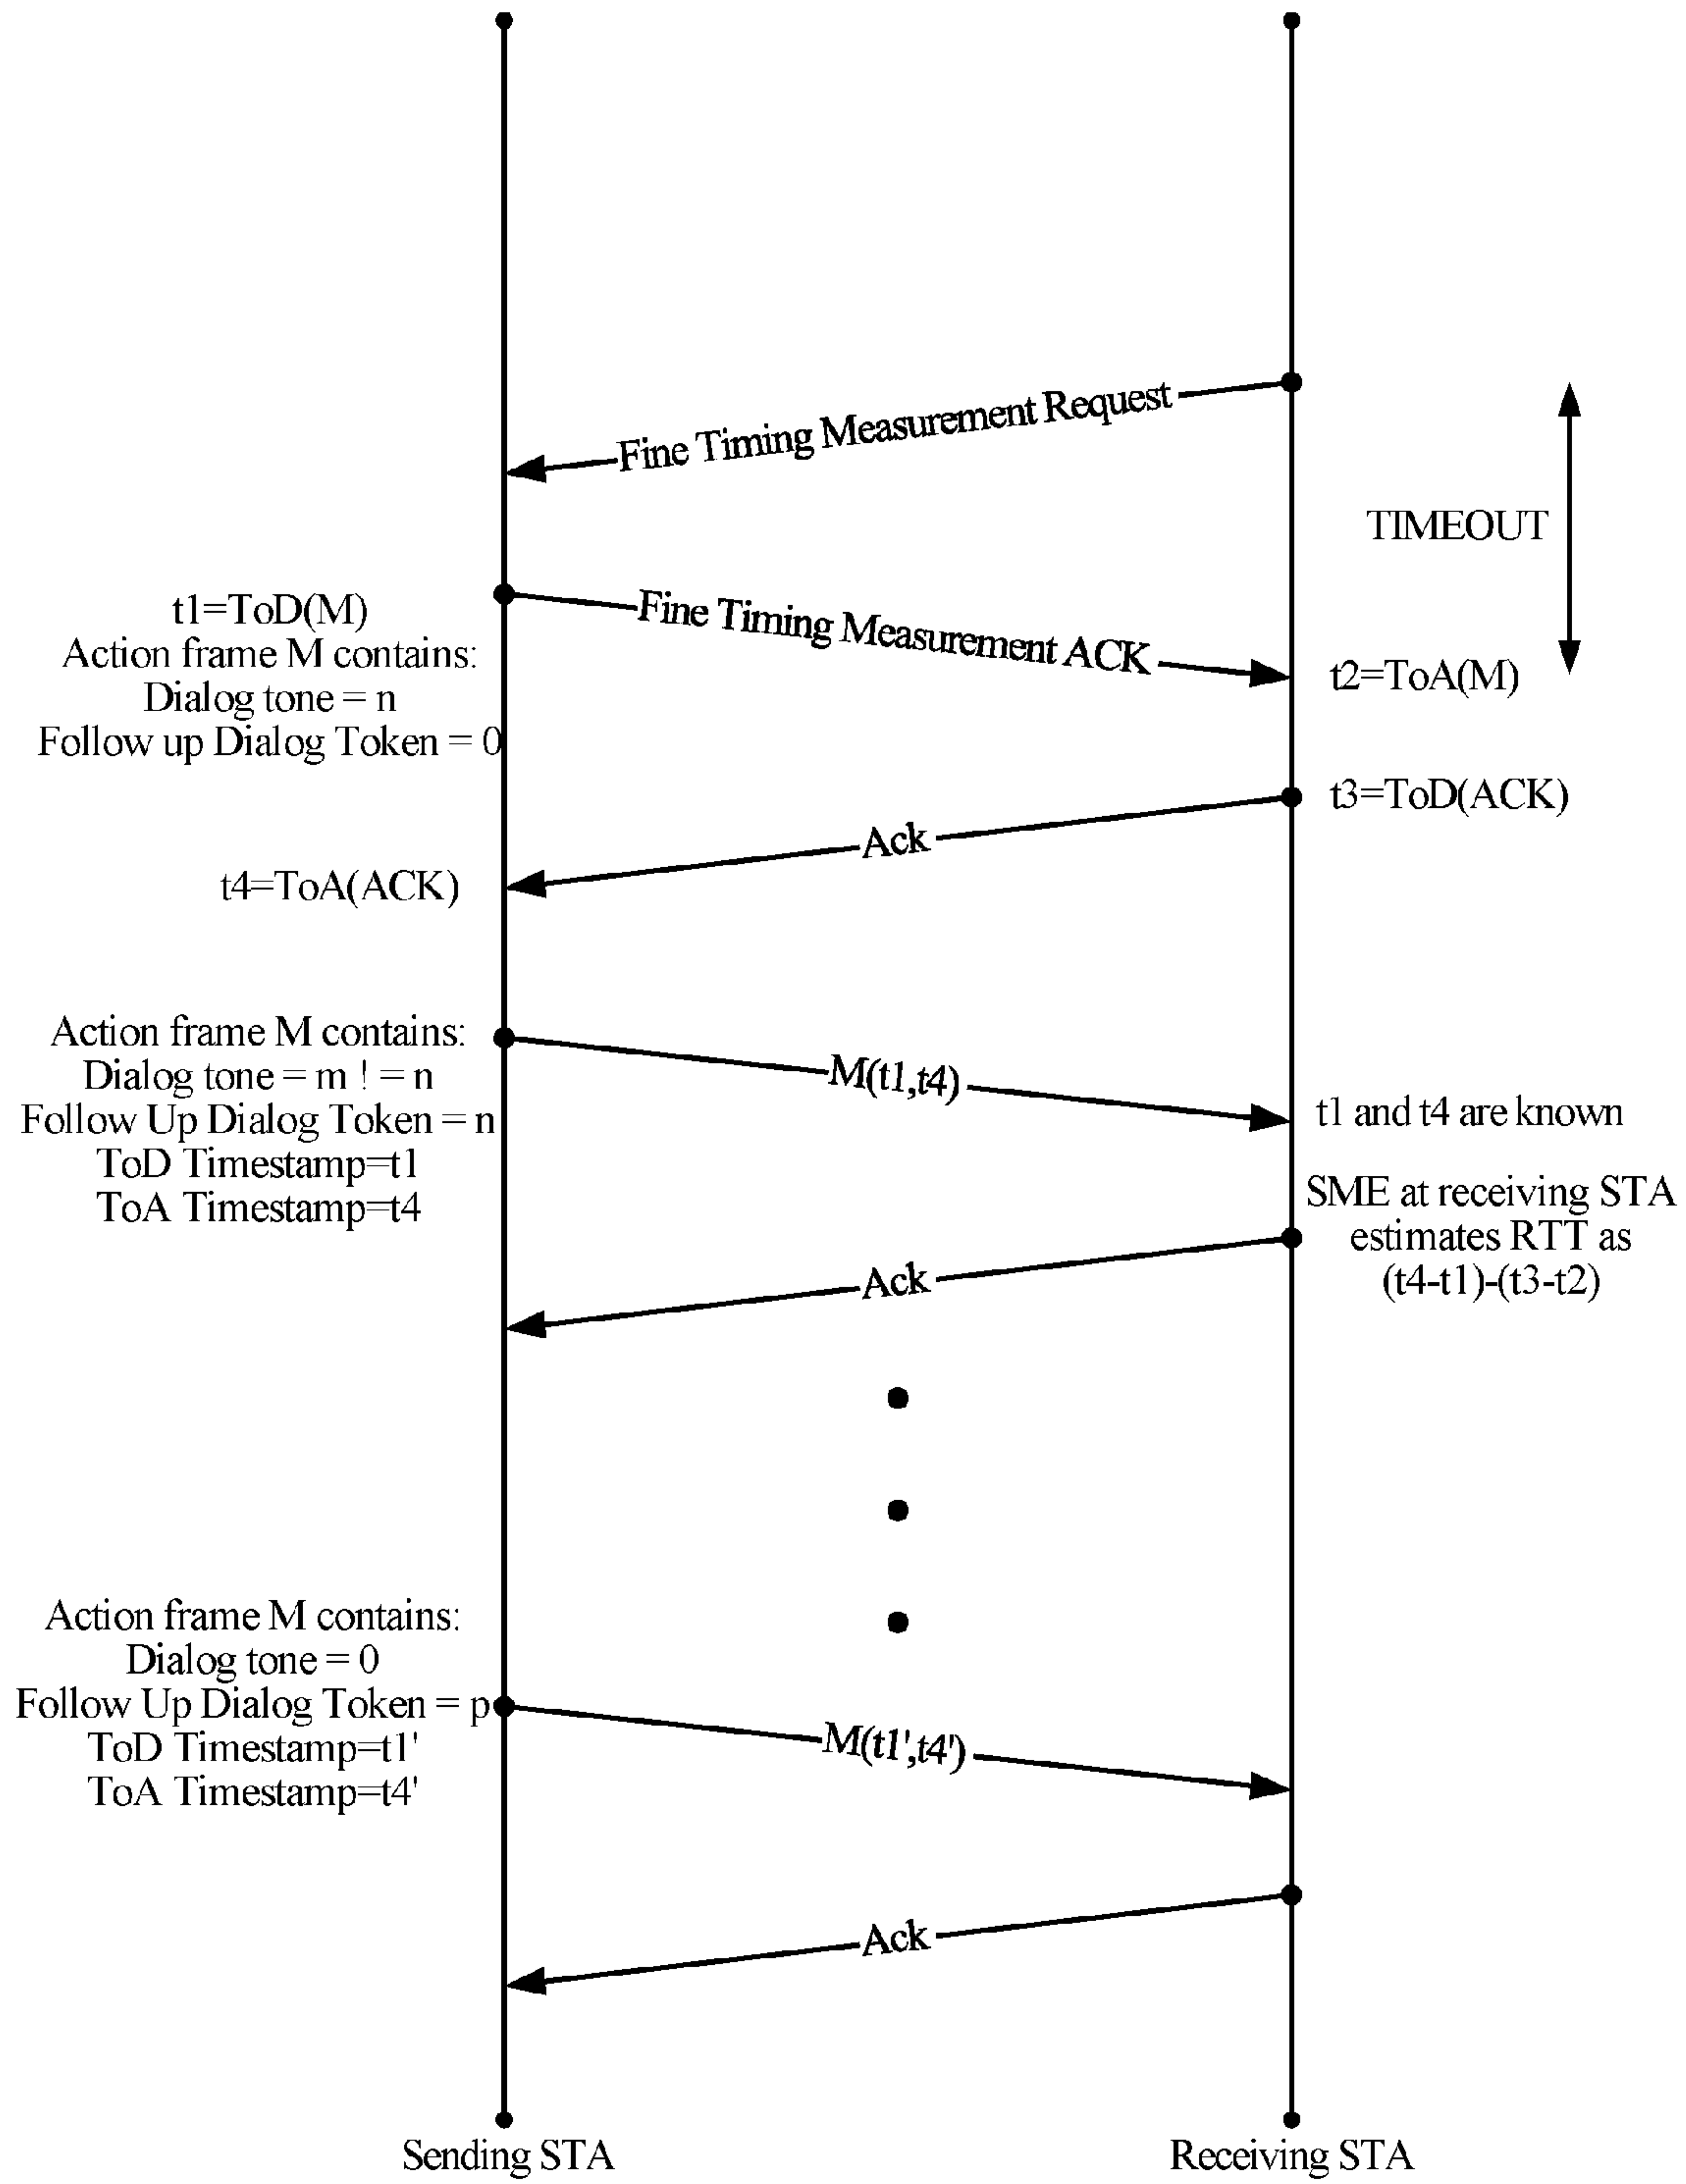 Fine Timing Measurement Request
TIMEOUT
t1=ToD(M)
Action frame M contains:
Dialog tone = n
Follow up Dialog Token = 0
Fine Timing Measurement ACK
t2=ToA(M)
t3=ToD(ACK)
Ack
t4=ToA(ACK)
Action frame M contains:
Dialog tone = m ! = n
Follow Up Dialog Token = n
ToD Timestamp=t1
ToA Timestamp=t4
M(t1,t4)
t1 and t4 are known
SME at receiving STA
estimates RTT as
(t4-t1)-(t3-t2)
Ack
Action frame M contains:
Dialog tone = 0
Follow Up Dialog Token = p
ToD Timestamp=t1'
ToA Timestamp=t4'
M(t1',t4')
Ack
Sending STA
Receiving STA